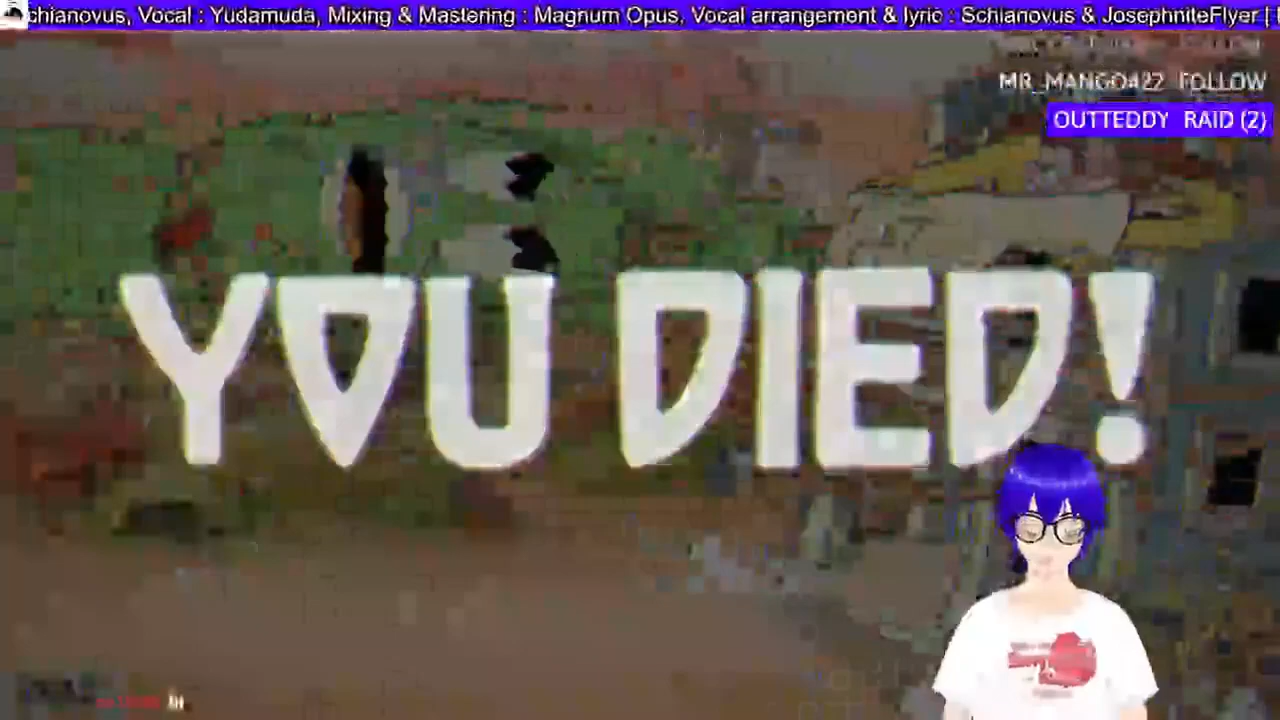 chianovus, Vocal : Yudamuda, Mixing & Mastering : Magnum Opus, Vocal arrangement & lyric : Schianovus & JosephniteFlyer |
MR_MANGO422 FOLLOW
OUTTEDDY RAID (2)
YOU DIED!